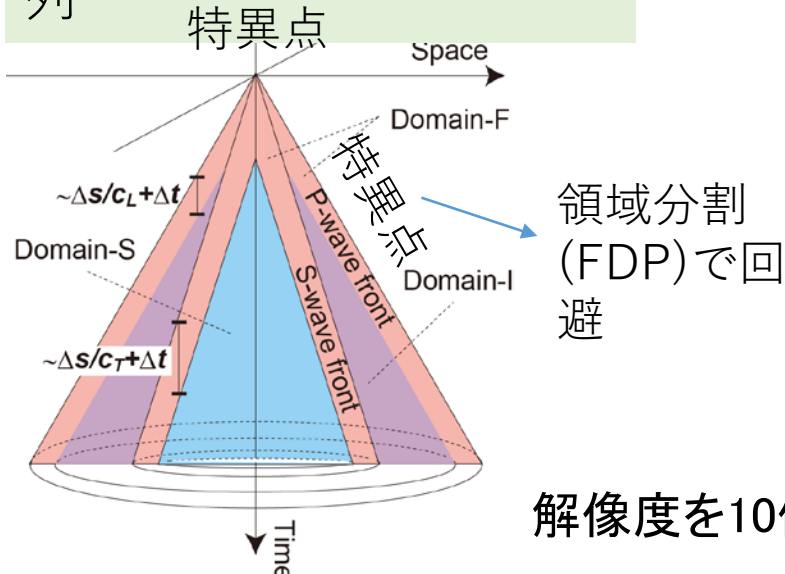 列
特異点
Space
Domain-F
特異点
~Δs/cL+Δt
P-wave front
領域分割
(FDP)で回
避
Domain-S
Domain-I
S-wave front
~Δs/cT+Δt
解像度を10
Time